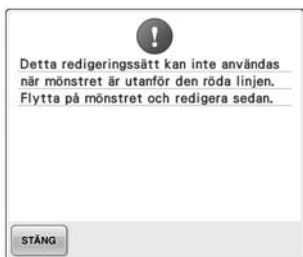 Detta redigeringssätt kan inte användas
när mönstret är utanför den röda linjen.
Flytta på mönstret och redigera sedan.
STÄNG